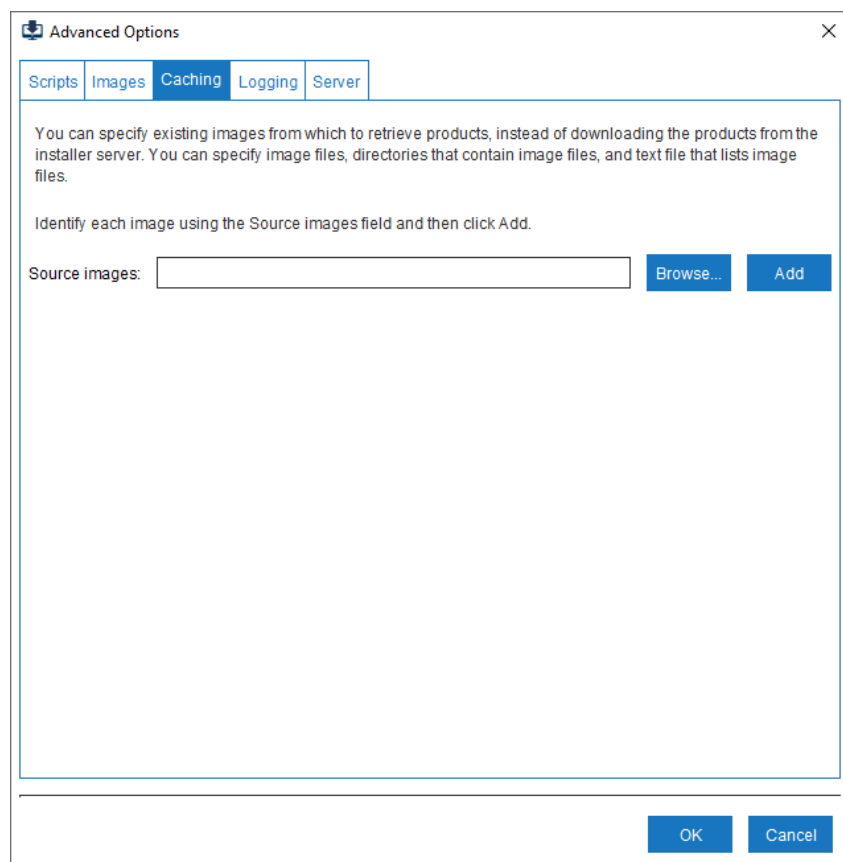 Advanced Options
Scripts Images Caching Logging Server
You can specify existing images from which to retrieve products, instead of downloading the products from the
installer server. You can specify image files, directories that contain image files, and text file that lists image
files.
Identify each image using the Source images field and then click Add.
Source images: Browse... Add
OK Cancel